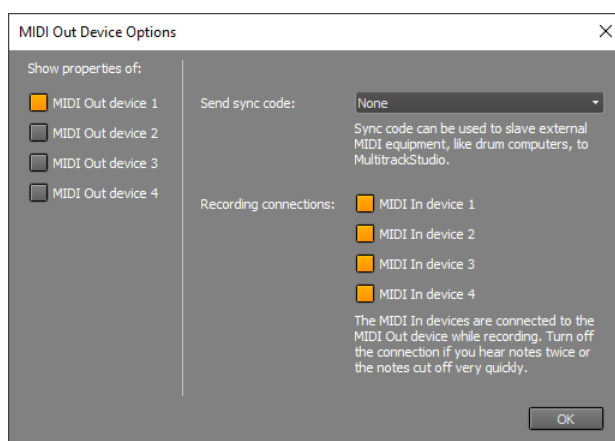 MIDI Out Device Options
Show properties of:
MIDI Out device 1
MIDI Out device 2
MIDI Out device 3
MIDI Out device 4
Send sync code:
None
Sync code can be used to slave external
MIDI equipment, like drum computers, to
MultitrackStudio.
Recording connections:
MIDI In device 1
MIDI In device 2
MIDI In device 3
MIDI In device 4
The MIDI In devices are connected to the
MIDI Out device while recording. Turn off
the connection if you hear notes twice or
the notes cut off very quickly.
OK